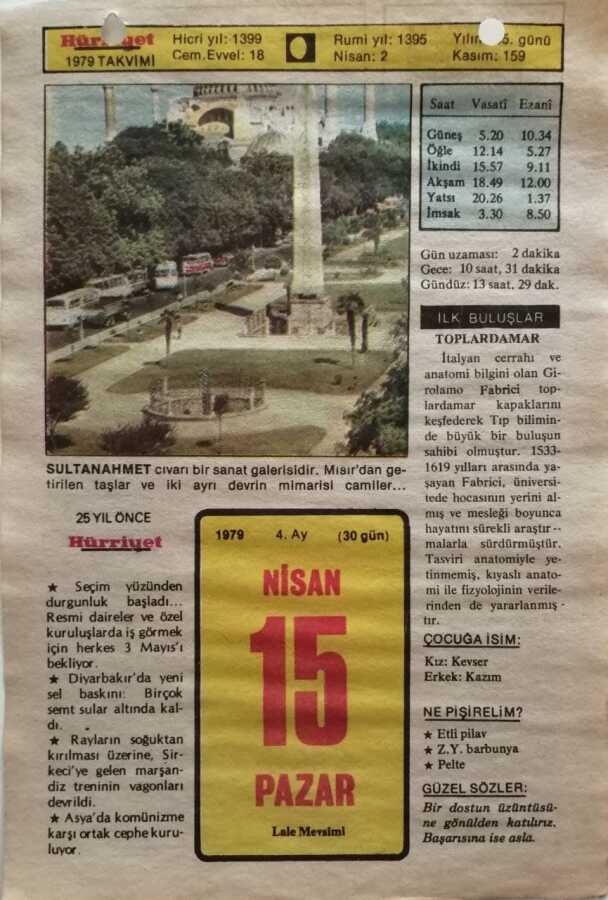 Hürriyet
1979 TAKVİMİ
Hicri yıl: 1399
Cem.Evvel: 18
Rumi yıl: 1395
Nisan: 2
5. günü
Kasım: 159
Saat Vasatî Ezanî
Güneş 5.20 10.34
Öğle 12.14 5.27
İkindi 15.57 9.11
Akşam 18.49 12.00
Yatsı 20.26 1.37
İmsak 3.30 8.50
Gün uzaması: 2 dakika
Gece: 10 saat, 31 dakika
Gündüz: 13 saat, 29 dak.
SULTANAHMET cıvarı bir sanat galerisidir. Mısır'dan ge-
tirilen taşlar ve iki ayrı devrin mimarisi camiler...
25 YIL ÖNCE
Hürriyet
★ Seçim yüzünden
durgunluk başladı...
Resmi daireler ve özel
kuruluşlarda iş görmek
için herkes 3 Mayıs'ı
bekliyor.
★ Diyarbakır'da yeni
sel baskını: Birçok
semt sular altında kal-
dı.
★ Rayların soğuktan
kırılması üzerine, Sir-
keci'ye gelen marşan-
diz treninin vagonları
devrildi.
★ Asya'da komünizme
karşı ortak cephe kuru-
luyor.
1979 4. Ay (30 gün)
NİSAN
15
PAZAR
Lale Mevsimi
İLK BULUŞLAR
TOPLARDAMAR
İtalyan cerrahı ve
anatomi bilgini olan Gi-
rolamo Fabrici top-
lardamar kapaklarını
keşfederek Tıp bilimin-
de büyük bir buluşun
sahibi olmuştur. 1533-
1619 yılları arasında ya-
şayan Fabrici, üniversi-
tede hocasının yerini al-
mış ve mesleği boyunca
hayatını sürekli araştır--
malarla sürdürmüştür.
Tasviri anatomiyle ye-
tinmemiş, kıyaslı anato-
mi ile fizyolojinin verile-
rinden de yararlanmış-
tır.
ÇOCUĞA İSİM:
Kız: Kevser
Erkek: Kazım
NE PİŞİRELİM?
★ Etli pilav
★ Z.Y. barbunya
★ Pelte
GÜZEL SÖZLER:
Bir dostun üzüntüsü-
ne gönülden katılırız.
Başarısına ise asla.